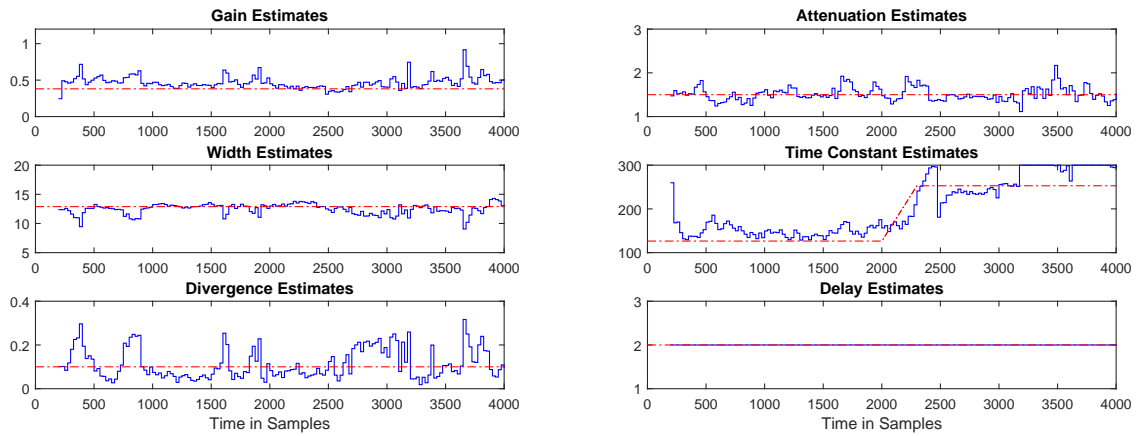 Gain Estimates
1
0.5
0
0 500 1000 1500 2000 2500 3000 3500 4000
Width Estimates
20
15
10
5
0 500 1000 1500 2000 2500 3000 3500 4000
Divergence Estimates
0.4
0.2
0
0 500 1000 1500 2000 2500 3000 3500 4000
Time in Samples
Attenuation Estimates
3
2
1
0 500 1000 1500 2000 2500 3000 3500 4000
Time Constant Estimates
300
200
100
0 500 1000 1500 2000 2500 3000 3500 4000
Delay Estimates
3
2
1
0 500 1000 1500 2000 2500 3000 3500 4000
Time in Samples